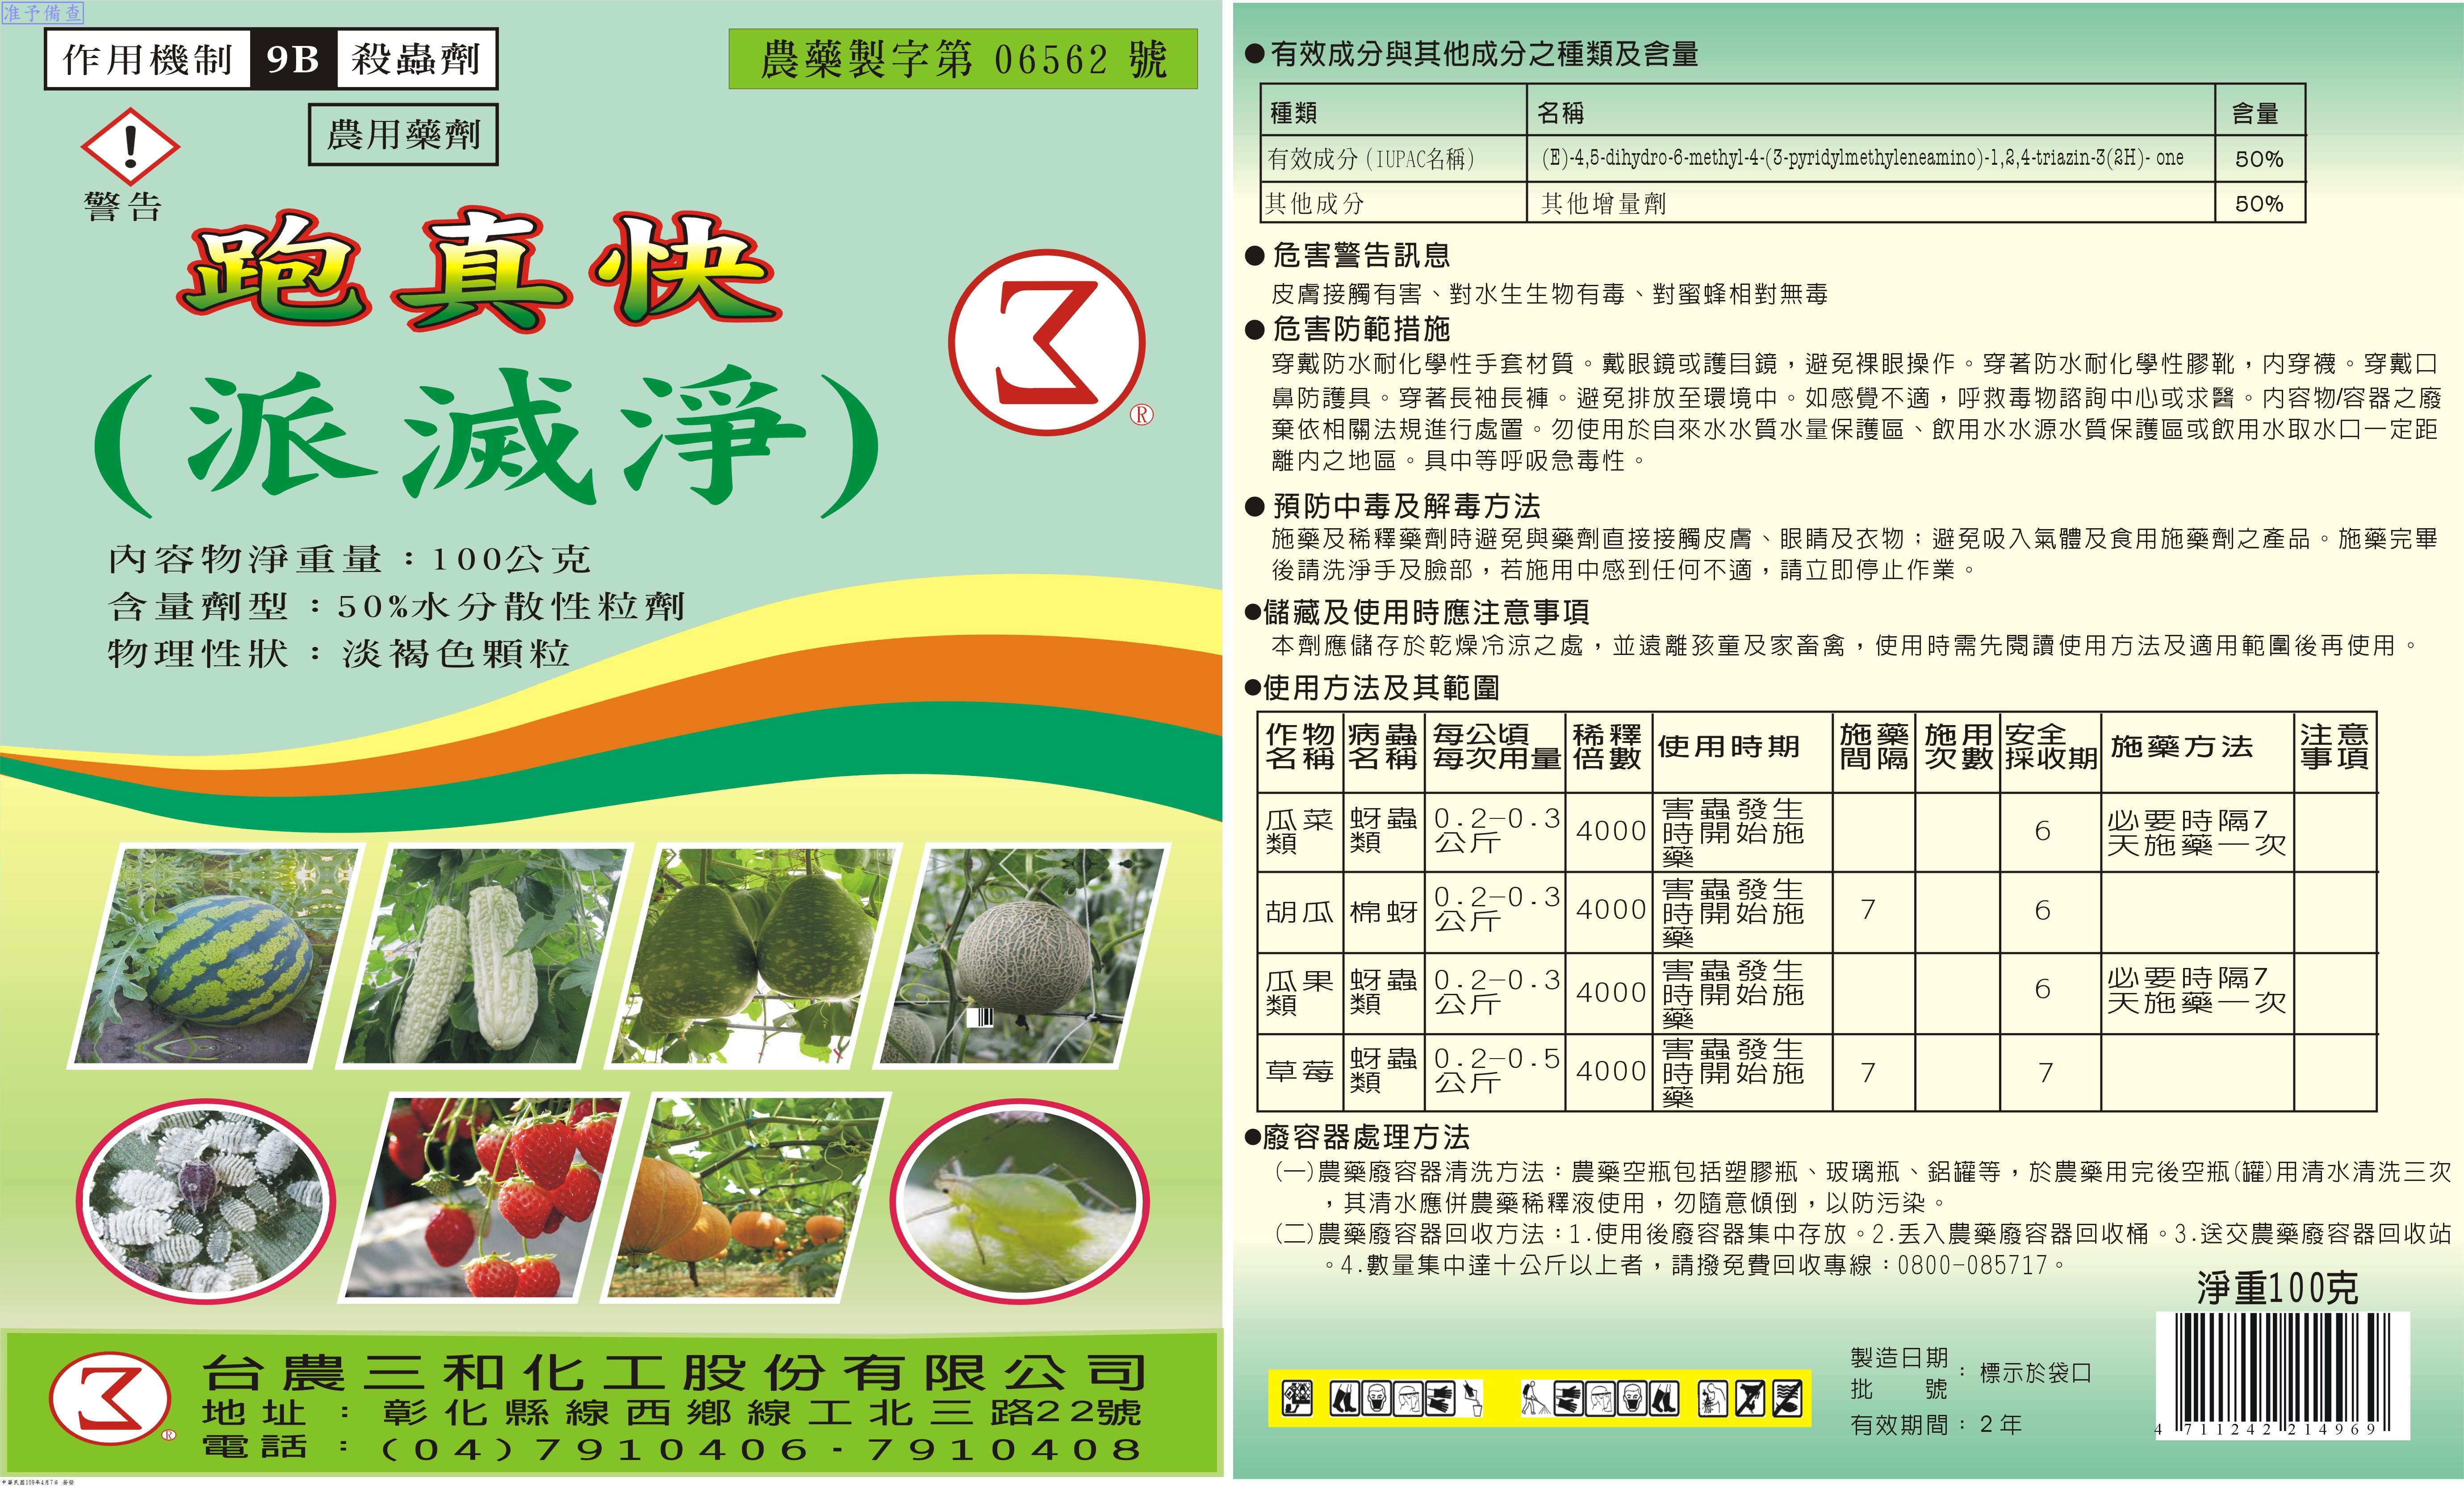 准予備查
作用機制 9B 殺蟲劑
農藥製字第 06562 號
農用藥劑
警告
跑真快
(派滅淨)
®
內容物淨重量：100公克
含量劑型：50%水分散性粒劑
物理性狀：淡褐色顆粒
台農三和化工股份有限公司
®
地址：彰化縣線西鄉線工北三路22號
電話：(04)7910406-7910408
中華民國109年4月7日 簽發
●有效成分與其他成分之種類及含量
種類 名稱 含量
有效成分(IUPAC名稱) (E)-4,5-dihydro-6-methyl-4-(3-pyridylmethyleneamino)-1,2,4-triazin-3(2H)- one 50%
其他成分 其他增量劑 50%
●危害警告訊息
皮膚接觸有害、對水生生物有毒、對蜜蜂相對無毒
●危害防範措施
穿戴防水耐化學性手套材質。戴眼鏡或護目鏡，避免裸眼操作。穿著防水耐化學性膠靴，內穿襪。穿戴口
鼻防護具。穿著長袖長褲。避免排放至環境中。如感覺不適，呼救毒物諮詢中心或求醫。內容物/容器之廢
棄依相關法規進行處置。勿使用於自來水水質水量保護區、飲用水水源水質保護區或飲用水取水口一定距
離內之地區。具中等呼吸急毒性。
●預防中毒及解毒方法
施藥及稀釋藥劑時避免與藥劑直接接觸皮膚、眼睛及衣物；避免吸入氣體及食用施藥劑之產品。施藥完畢
後請洗淨手及臉部，若施用中感到任何不適，請立即停止作業。
●儲藏及使用時應注意事項
本劑應儲存於乾燥冷涼之處，並遠離孩童及家畜禽，使用時需先閱讀使用方法及適用範圍後再使用。
●使用方法及其範圍
作物名稱 病蟲名稱 每公頃每次用量 稀釋倍數 使用時期 施藥間隔 施用次數 安全採收期 施藥方法 注意事項
瓜菜類 蚜蟲類 0.2-0.3公斤 4000 害蟲發生時開始施藥 6 必要時隔7天施藥一次
胡瓜 棉蚜 0.2-0.3公斤 4000 害蟲發生時開始施藥 7 6
瓜果類 蚜蟲類 0.2-0.3公斤 4000 害蟲發生時開始施藥 6 必要時隔7天施藥一次
草莓 蚜蟲類 0.2-0.5公斤 4000 害蟲發生時開始施藥 7 7
●廢容器處理方法
(一)農藥廢容器清洗方法：農藥空瓶包括塑膠瓶、玻璃瓶、鋁罐等，於農藥用完後空瓶(罐)用清水清洗三次
，其清水應併農藥稀釋液使用，勿隨意傾倒，以防污染。
(二)農藥廢容器回收方法：1.使用後廢容器集中存放。2.丟入農藥廢容器回收桶。3.送交農藥廢容器回收站
。4.數量集中達十公斤以上者，請撥免費回收專線：0800-085717。
淨重100克
製造日期
批　號：標示於袋口
有效期間：2年
4 711242 214969